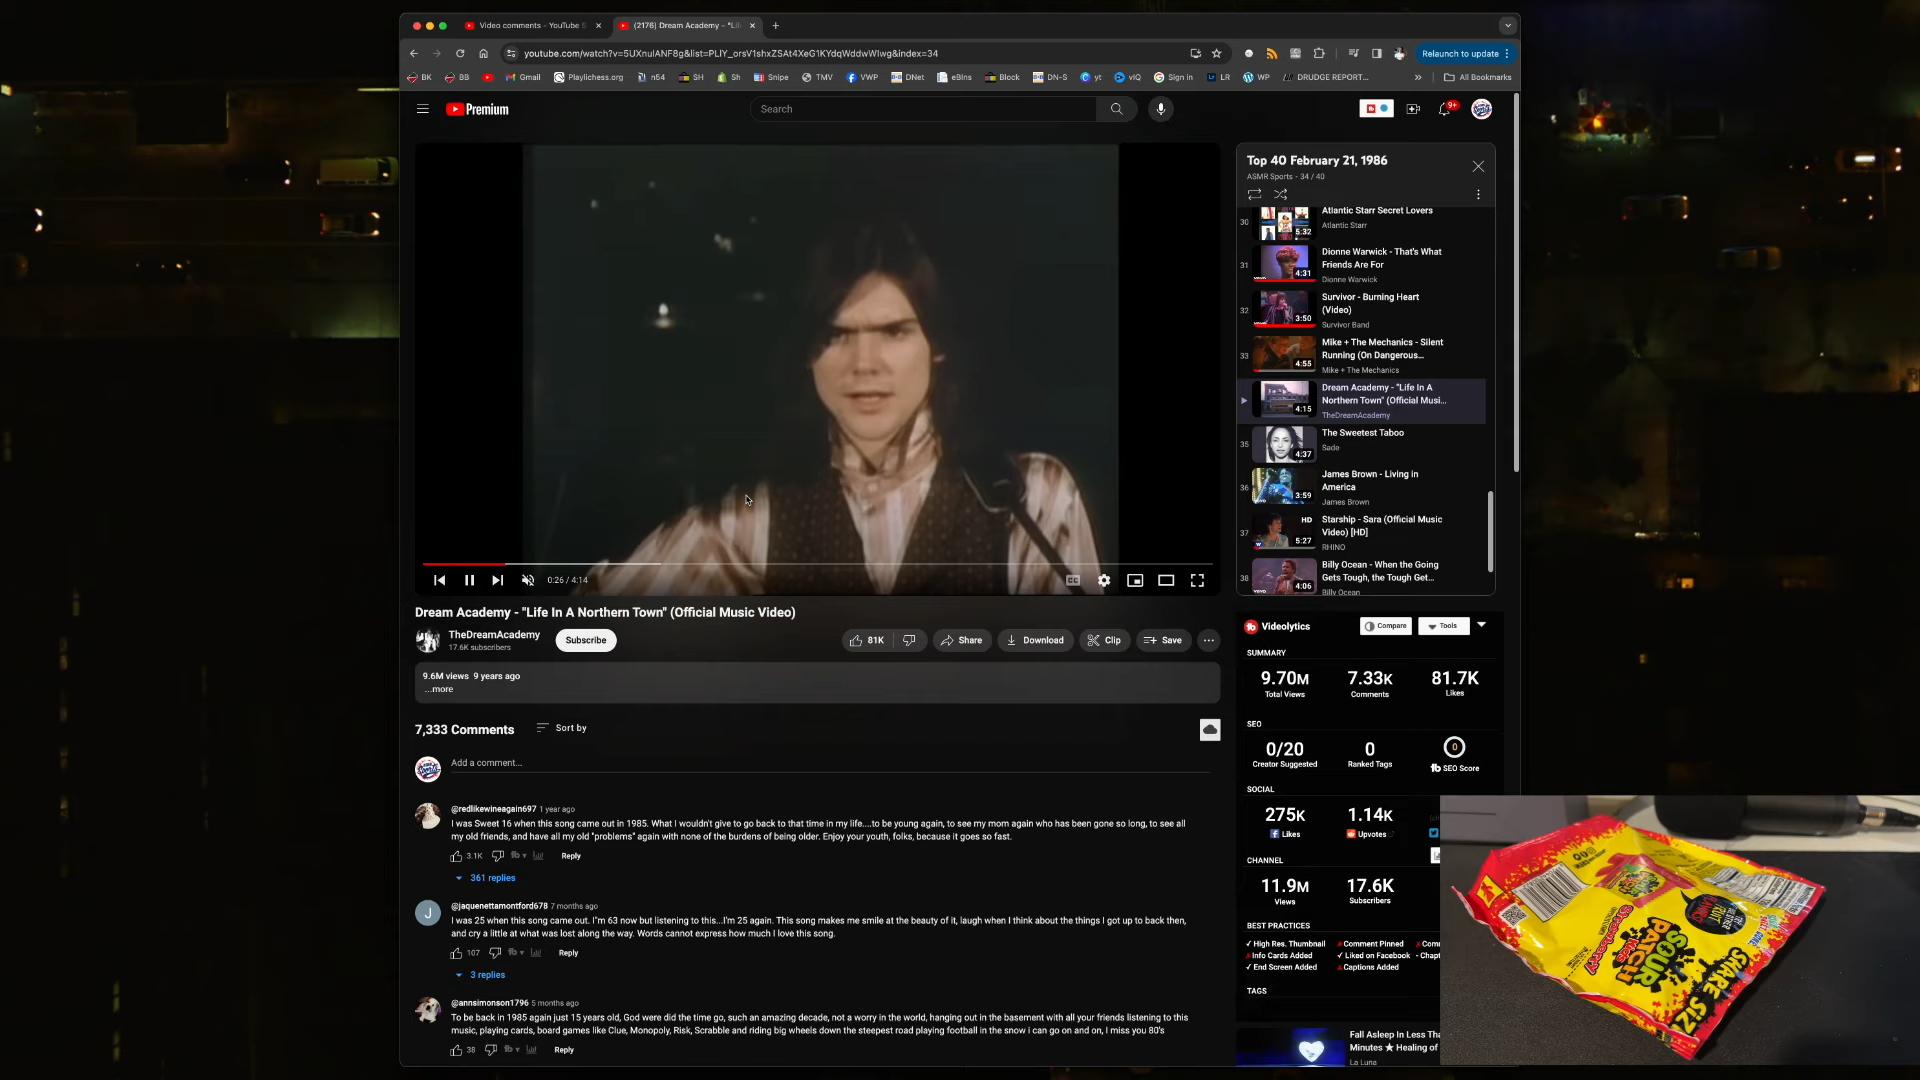 Video comments - YouTube S
(2176) Dream Academy - "Li
youtube.com/watch?v=5UXnulANF8g&list=PLlY_orsV1shxZSAt4XeG1KYdqWddwWlwg&index=34
Relaunch to update
BK
BB
Gmail
Playlichess.org
n64
SH
Sh
Snipe
TMV
VWP
DNet
eBIns
Block
DN-S
yt
vIQ
Sign in
LR
WP
DRUDGE REPORT...
All Bookmarks
Premium
Search
9+
Top 40 February 21, 1986
ASMR Sports - 34 / 40
30
5:32
Atlantic Starr Secret Lovers
Atlantic Starr
31
4:31
Dionne Warwick - That's What
Friends Are For
Dionne Warwick
32
3:50
Survivor - Burning Heart
(Video)
Survivor Band
33
4:55
Mike + The Mechanics - Silent
Running (On Dangerous...
Mike + The Mechanics
4:15
Dream Academy - "Life In A
Northern Town" (Official Musi...
TheDreamAcademy
35
4:37
The Sweetest Taboo
Sade
36
3:59
James Brown - Living in
America
James Brown
37
HD
5:27
Starship - Sara (Official Music
Video) [HD]
RHINO
38
4:06
Billy Ocean - When the Going
Gets Tough, the Tough Get...
Billy Ocean
0:26 / 4:14
CC
Dream Academy - "Life In A Northern Town" (Official Music Video)
TheDreamAcademy
17.6K subscribers
Subscribe
81K
Share
Download
Clip
Save
9.6M views 9 years ago
...more
7,333 Comments
Sort by
Add a comment...
@redlikewineagain697 1 year ago
I was Sweet 16 when this song came out in 1985. What I wouldn't give to go back to that time in my life....to be young again, to see my mom again who has been gone so long, to see all
my old friends, and have all my old "problems" again with none of the burdens of being older. Enjoy your youth, folks, because it goes so fast.
3.1K
Reply
361 replies
J
@jaquenettamontford678 7 months ago
I was 25 when this song came out. I"m 63 now but listening to this...I'm 25 again. This song makes me smile at the beauty of it, laugh when I think about the things I got up to back then,
and cry a little at what was lost along the way. Words cannot express how much I love this song.
107
Reply
3 replies
@annsimonson1796 5 months ago
To be back in 1985 again just 15 years old, God were did the time go, such an amazing decade, not a worry in the world, hanging out in the basement with all your friends listening to this
music, playing cards, board games like Clue, Monopoly, Risk, Scrabble and riding big wheels down the steepest road playing football in the snow i can go on and on, I miss you 80's
38
Reply
Videolytics
Compare
Tools
SUMMARY
9.70M
Total Views
7.33K
Comments
81.7K
Likes
SEO
0/20
Creator Suggested
0
Ranked Tags
0
SEO Score
SOCIAL
275K
Likes
1.14K
Upvotes
CHANNEL
11.9M
Views
17.6K
Subscribers
BEST PRACTICES
High Res. Thumbnail
Comment Pinned
Comm
Info Cards Added
Liked on Facebook
- Chapt
End Screen Added
Captions Added
TAGS
Fall Asleep In Less Tha
Minutes ★ Healing of
La Luna
SOUR
PATCH
Kids
Strawberry
SHARE SIZ